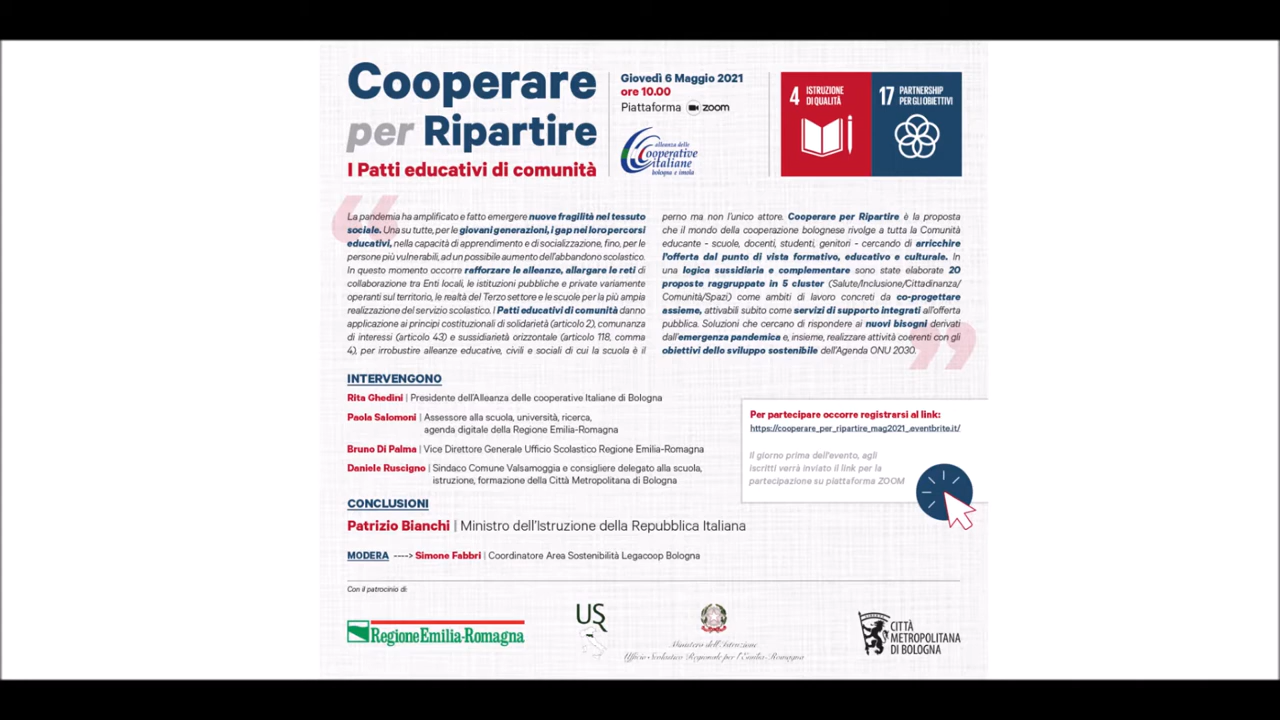 Cooperare
per Ripartire
I Patti educativi di comunità
Giovedì 6 Maggio 2021
ore 10.00
Piattaforma zoom
alleanza delle
Cooperative
italiane
bologna e imola
4 ISTRUZIONE
DI QUALITÀ
17 PARTNERSHIP
PER GLI OBIETTIVI
La pandemia ha amplificato e fatto emergere nuove fragilità nel tessuto
sociale. Una su tutte, per le giovani generazioni, i gap nei loro percorsi
educativi, nella capacità di apprendimento e di socializzazione, fino, per le
persone più vulnerabili, ad un possibile aumento dell'abbandono scolastico.
In questo momento occorre rafforzare le alleanze, allargare le reti di
collaborazione tra Enti locali, le istituzioni pubbliche e private variamente
operanti sul territorio, le realtà del Terzo settore e le scuole per la più ampia
realizzazione del servizio scolastico. I Patti educativi di comunità danno
applicazione ai principi costituzionali di solidarietà (articolo 2), comunanza
di interessi (articolo 43) e sussidiarietà orizzontale (articolo 118, comma
4), per irrobustire alleanze educative, civili e sociali di cui la scuola è il
perno ma non l'unico attore. Cooperare per Ripartire è la proposta
che il mondo della cooperazione bolognese rivolge a tutta la Comunità
educante - scuole, docenti, studenti, genitori - cercando di arricchire
l'offerta dal punto di vista formativo, educativo e culturale. In
una logica sussidiaria e complementare sono state elaborate 20
proposte raggruppate in 5 cluster (Salute/Inclusione/Cittadinanza/
Comunità/Spazi) come ambiti di lavoro concreti da co-progettare
assieme, attivabili subito come servizi di supporto integrati all'offerta
pubblica. Soluzioni che cercano di rispondere ai nuovi bisogni derivati
dall'emergenza pandemica e, insieme, realizzare attività coerenti con gli
obiettivi dello sviluppo sostenibile dell'Agenda ONU 2030.
INTERVENGONO
Rita Ghedini | Presidente dell'Alleanza delle cooperative Italiane di Bologna
Paola Salomoni | Assessore alla scuola, università, ricerca,
agenda digitale della Regione Emilia-Romagna
Bruno Di Palma | Vice Direttore Generale Ufficio Scolastico Regione Emilia-Romagna
Daniele Ruscigno | Sindaco Comune Valsamoggia e consigliere delegato alla scuola,
istruzione, formazione della Città Metropolitana di Bologna
Per partecipare occorre registrarsi al link:
https://cooperare_per_ripartire_mag2021_.eventbrite.it/
Il giorno prima dell'evento, agli
iscritti verrà inviato il link per la
partecipazione su piattaforma ZOOM
CONCLUSIONI
Patrizio Bianchi | Ministro dell'Istruzione della Repubblica Italiana
MODERA ----> Simone Fabbri | Coordinatore Area Sostenibilità Legacoop Bologna
Con il patrocinio di:
RegioneEmilia-Romagna
USR
Ministero dell'Istruzione
Ufficio Scolastico Regionale per l'Emilia-Romagna
CITTÀ
METROPOLITANA
DI BOLOGNA